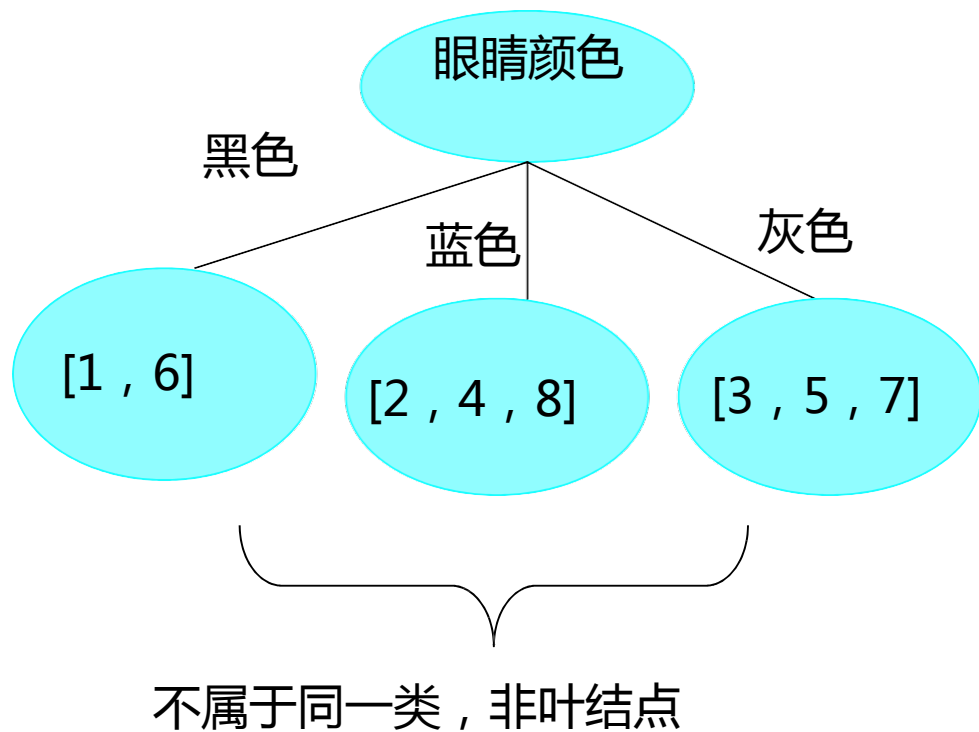 眼睛颜色
黑色
蓝色
灰色
[1，6]
[2，4，8]
[3，5，7]
不属于同一类，非叶结点